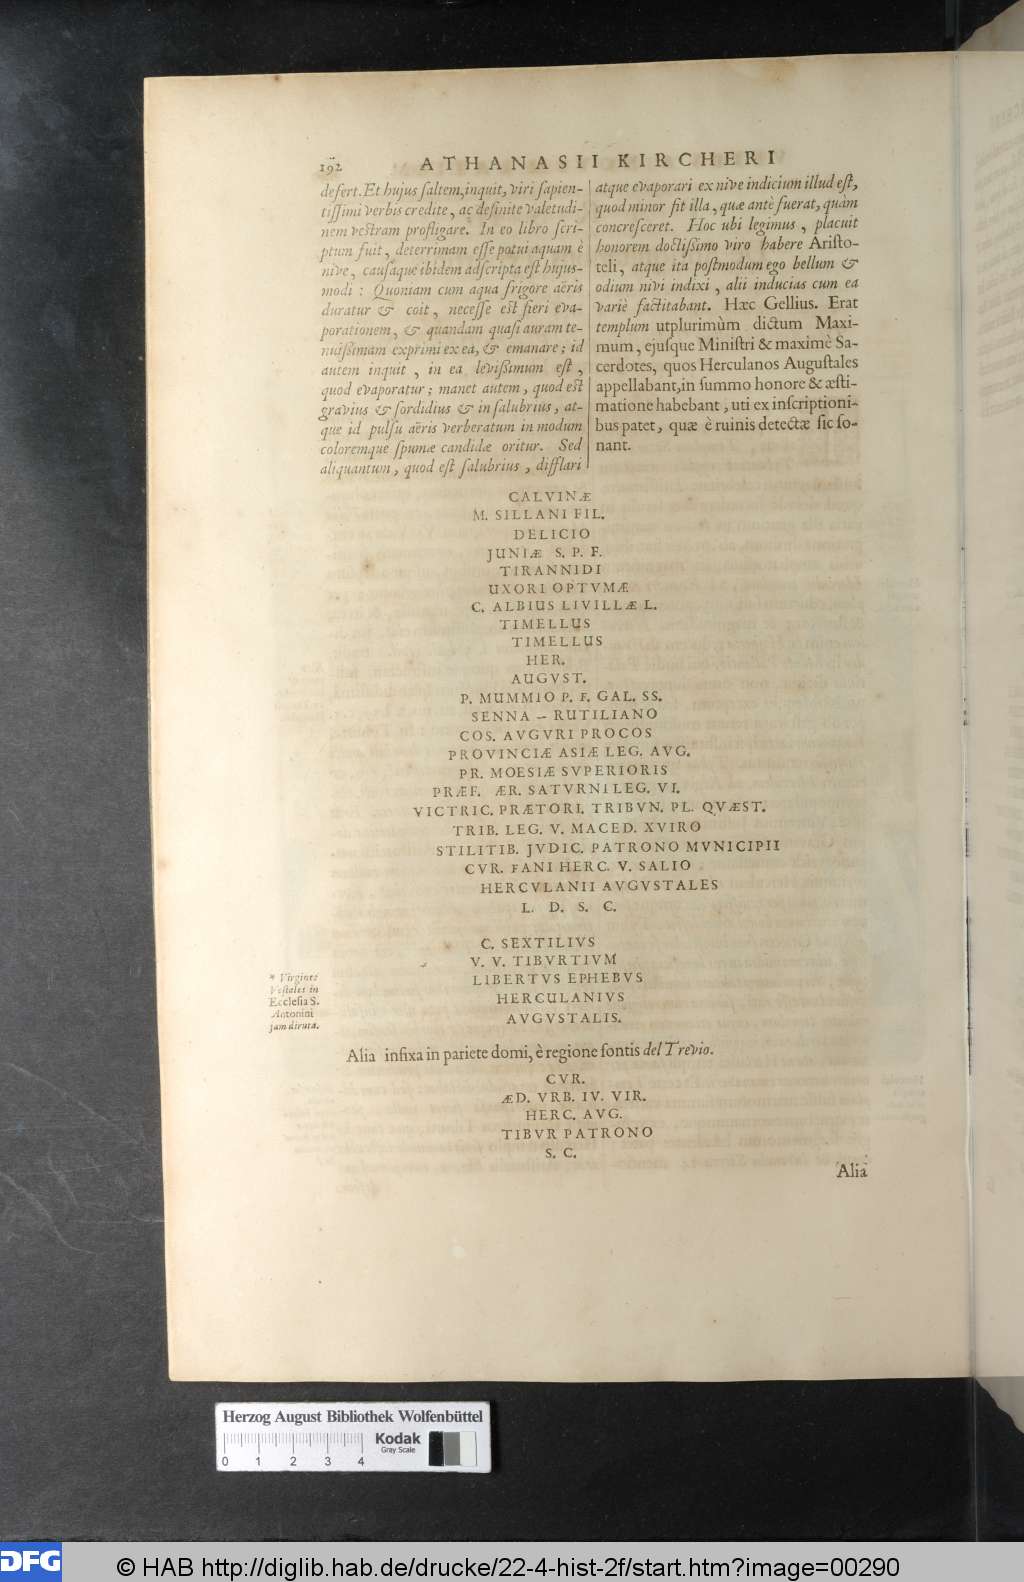 192 ATHANASII KIRCHERI
desert. Et hujus saltem, inquit, viri sapien-
tissimi verbis credite, ac desinite valetudi-
nem vestram profligare. In eo libro scri-
ptum fuit, deterrimam esse potui aquam è
nive, causaque ibidem adscripta est hujus-
modi : Quoniam cum aqua frigore aëris
duratur & coit, necesse est fieri eva-
porationem, & quandam quasi auram te-
nuissimam exprimi ex ea, & emanare; id
autem inquit, in ea levissimum est,
quod evaporatur; manet autem, quod est
gravius & sordidius & insalubrius, at-
que id pulsu aëris verberatum in modum
coloremque spumæ candidæ oritur. Sed
aliquantum, quod est salubrius, difflari
atque evaporari ex nive indicium illud est,
quod minor fit illa, quæ antè fuerat, quàm
concresceret. Hoc ubi legimus, placuit
honorem doctissimo viro habere Aristo-
teli, atque ita postmodum ego bellum &
odium nivi indixi, alii inducias cum ea
variè factitabant. Hæc Gellius. Erat
templum utplurimùm dictum Maxi-
mum, ejusque Ministri & maximè Sa-
cerdotes, quos Herculanos Augustales
appellabant, in summo honore & æsti-
matione habebant, uti ex inscriptioni-
bus patet, quæ è ruinis detectæ sic so-
nant.
CALVINÆ
M. SILLANI FIL.
DELICIO
JUNIÆ S. P. F.
TIRANNIDI
UXORI OPTVMÆ
C. ALBIUS LIVILLÆ L.
TIMELLUS
TIMELLUS
HER.
AUGVST.
P. MUMMIO P. F. GAL. SS.
SENNA – RUTILIANO
COS. AVGVRI PROCOS
PROVINCIÆ ASIÆ LEG. AVG.
PR. MOESIÆ SVPERIORIS
PRÆF. ÆR. SATVRNI LEG. VI.
VICTRIC. PRÆTORI. TRIBVN. PL. QVÆST.
TRIB. LEG. V. MACED. XVIRO
STILITIB. JVDIC. PATRONO MVNICIPII
CVR. FANI HERC. V. SALIO
HERCVLANII AVGVSTALES
L. D. S. C.
C. SEXTILIVS
V. V. TIBVRTIVM
LIBERTVS EPHEBVS
HERCULANIVS
AVGVSTALIS.
* Virgines
Vestales in
Ecclesia S.
Antonini
jam diruta.
Alia infixa in pariete domi, è regione fontis del Trevio.
CVR.
ÆD. VRB. IV. VIR.
HERC. AVG.
TIBVR PATRONO
S. C.
Alia
Herzog August Bibliothek Wolfenbüttel
Kodak
Gray Scale
0 1 2 3 4
DFG © HAB http://diglib.hab.de/drucke/22-4-hist-2f/start.htm?image=00290